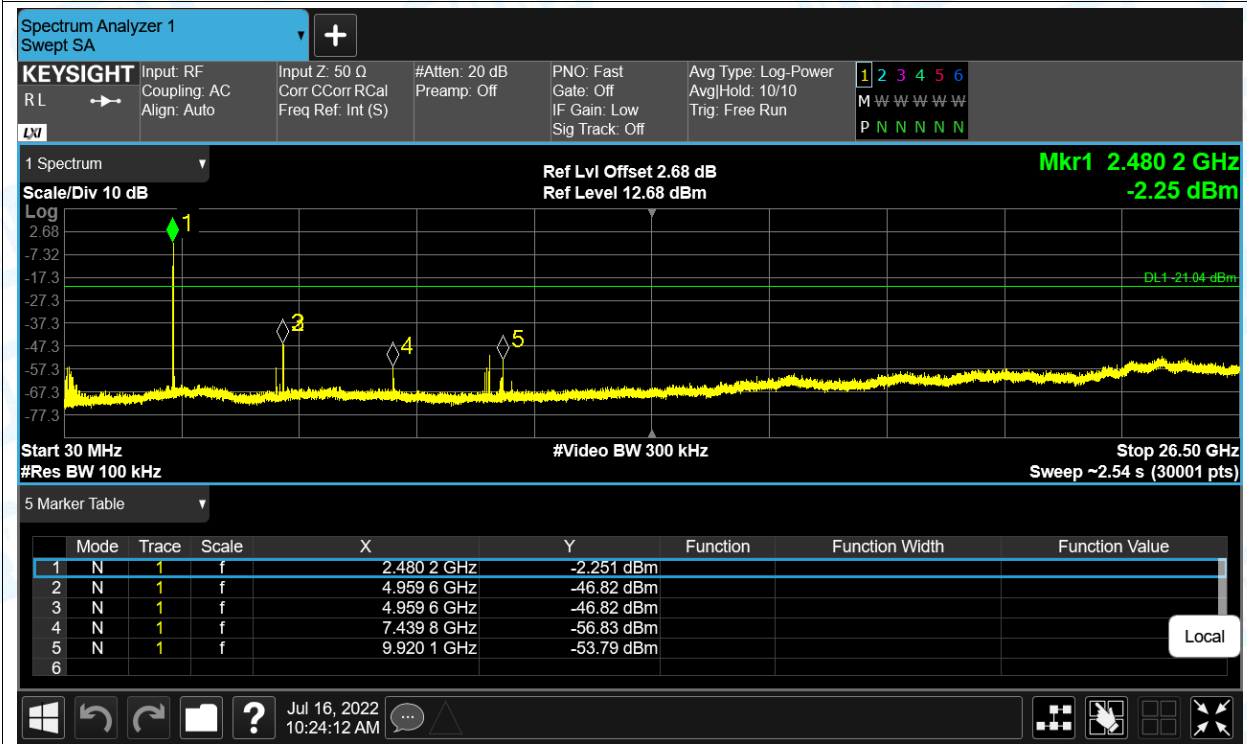 Spectrum Analyzer 1
Swept SA
+
KEYSIGHT Input: RF Input Z: 50 Ω #Atten: 20 dB PNO: Fast Avg Type: Log-Power 1 2 3 4 5 6
R L Coupling: AC Corr CCorr RCal Preamp: Off Gate: Off Avg|Hold: 10/10 M W W W W W W
Align: Auto Freq Ref: Int (S) IF Gain: Low Trig: Free Run
LXI Sig Track: Off P N N N N N N
1 Spectrum Ref Lvl Offset 2.68 dB Mkr1 2.480 2 GHz
Scale/Div 10 dB Ref Level 12.68 dBm -2.25 dBm
Log
1
2.68
-7.32
-17.3 DL1 -21.04 dBm
-27.3
-37.3 3
-47.3 4 5
-57.3
-67.3
-77.3
Start 30 MHz #Video BW 300 kHz Stop 26.50 GHz
#Res BW 100 kHz Sweep ~2.54 s (30001 pts)
5 Marker Table
Mode Trace Scale X Y Function Function Width Function Value
1 N 1 f 2.480 2 GHz -2.251 dBm
2 N 1 f 4.959 6 GHz -46.82 dBm
3 N 1 f 4.959 6 GHz -46.82 dBm
4 N 1 f 7.439 8 GHz -56.83 dBm
5 N 1 f 9.920 1 GHz -53.79 dBm
6
Local
? Jul 16, 2022
10:24:12 AM